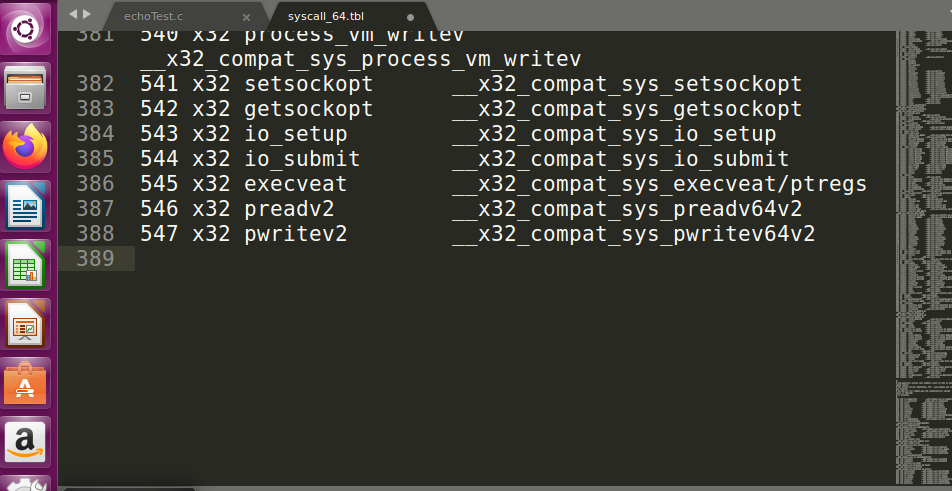 echoTest.c
syscall_64.tbl
381 540 x32 process_vm_writev
__x32_compat_sys_process_vm_writev
382 541 x32 setsockopt __x32_compat_sys_setsockopt
383 542 x32 getsockopt __x32_compat_sys_getsockopt
384 543 x32 io_setup __x32_compat_sys_io_setup
385 544 x32 io_submit __x32_compat_sys_io_submit
386 545 x32 execveat __x32_compat_sys_execveat/ptregs
387 546 x32 preadv2 __x32_compat_sys_preadv64v2
388 547 x32 pwritev2 __x32_compat_sys_pwritev64v2
389